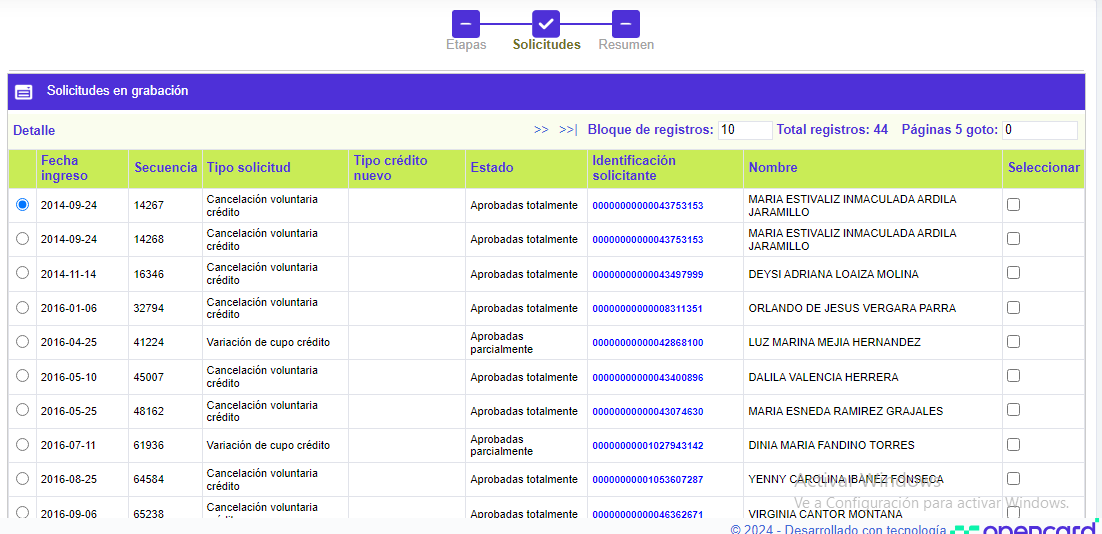 Etapas Solicitudes Resumen
Solicitudes en grabación
Detalle >> >>| Bloque de registros: 10 Total registros: 44 Páginas 5 goto: 0
Fecha ingreso Secuencia Tipo solicitud Tipo crédito nuevo Estado Identificación solicitante Nombre Seleccionar
2014-09-24 14267 Cancelación voluntaria crédito Aprobadas totalmente 00000000000043753153 MARIA ESTIVALIZ INMACULADA ARDILA JARAMILLO
2014-09-24 14268 Cancelación voluntaria crédito Aprobadas totalmente 00000000000043753153 MARIA ESTIVALIZ INMACULADA ARDILA JARAMILLO
2014-11-14 16346 Cancelación voluntaria crédito Aprobadas totalmente 00000000000043497999 DEYSI ADRIANA LOAIZA MOLINA
2016-01-06 32794 Cancelación voluntaria crédito Aprobadas totalmente 00000000000008311351 ORLANDO DE JESUS VERGARA PARRA
2016-04-25 41224 Variación de cupo crédito Aprobadas parcialmente 00000000000042868100 LUZ MARINA MEJIA HERNANDEZ
2016-05-10 45007 Cancelación voluntaria crédito Aprobadas totalmente 00000000000043400896 DALILA VALENCIA HERRERA
2016-05-25 48162 Cancelación voluntaria crédito Aprobadas totalmente 00000000000043074630 MARIA ESNEDA RAMIREZ GRAJALES
2016-07-11 61936 Variación de cupo crédito Aprobadas parcialmente 00000000001027943142 DINIA MARIA FANDINO TORRES
2016-08-25 64584 Cancelación voluntaria crédito Aprobadas totalmente 00000000001053607287 YENNY CAROLINA IBANEZ FONSECA
2016-09-06 65238 Cancelación voluntaria Aprobadas totalmente 00000000000046362671 VIRGINIA CANTOR MONTANA
Activar Windows
Ve a Configuración para activar Windows.
© 2024 - Desarrollado con tecnología opencard